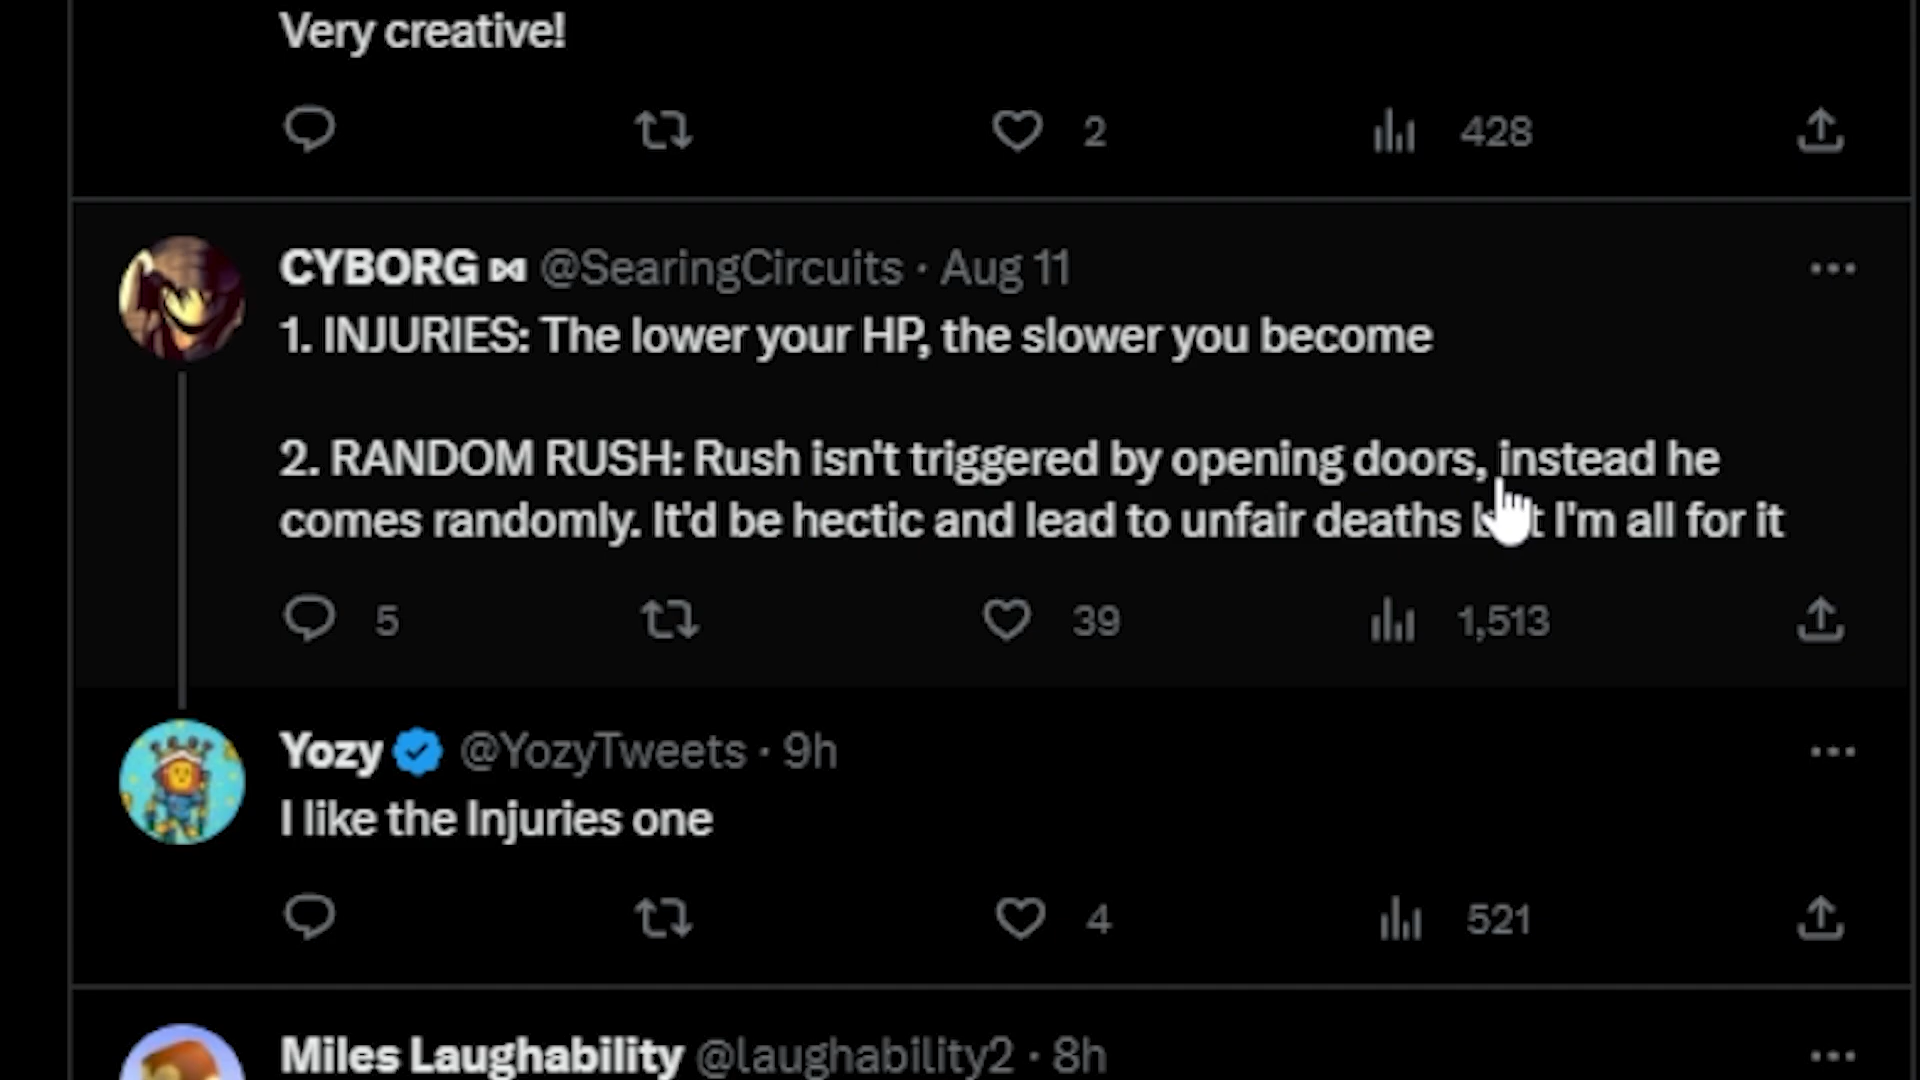 Very creative!
2 428
CYBORG ⋈ @SearingCircuits · Aug 11
1. INJURIES: The lower your HP, the slower you become
2. RANDOM RUSH: Rush isn't triggered by opening doors, instead he
comes randomly. It'd be hectic and lead to unfair deaths but I'm all for it
5 39 1,513
Yozy @YozyTweets · 9h
I like the Injuries one
4 521
Miles Laughability @laughability2 · 8h